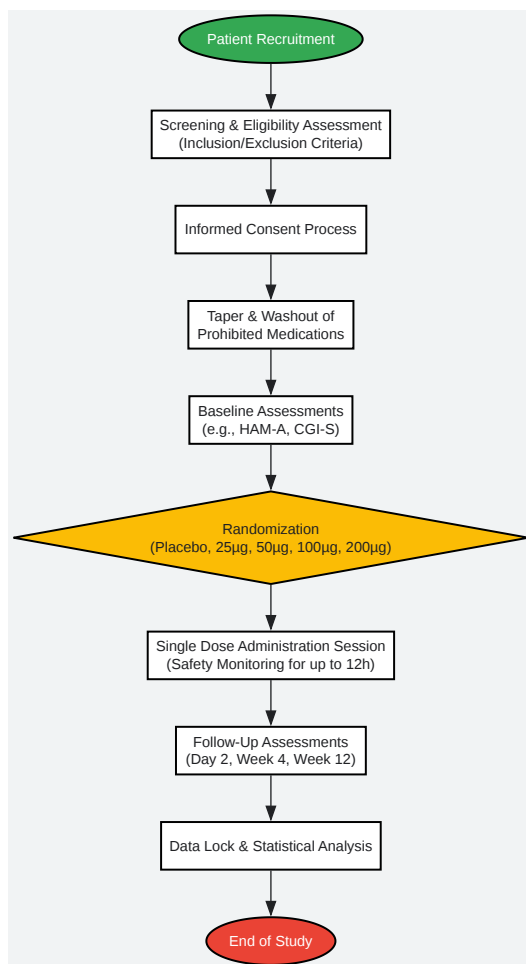 Patient Recruitment
Screening & Eligibility Assessment
(Inclusion/Exclusion Criteria)
Informed Consent Process
Taper & Washout of
Prohibited Medications
Baseline Assessments
(e.g., HAM-A, CGI-S)
Randomization
(Placebo, 25µg, 50µg, 100µg, 200µg)
Single Dose Administration Session
(Safety Monitoring for up to 12h)
Follow-Up Assessments
(Day 2, Week 4, Week 12)
Data Lock & Statistical Analysis
End of Study